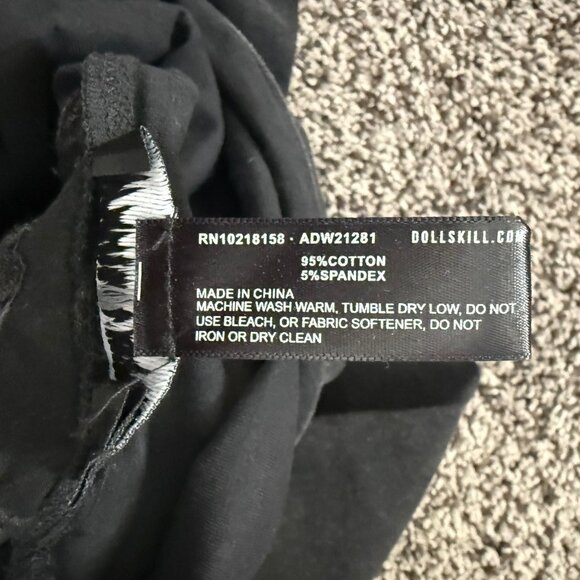 RN10218158 · ADW21281 DOLLSKILL.COM
95%COTTON
5%SPANDEX
MADE IN CHINA
MACHINE WASH WARM, TUMBLE DRY LOW, DO NOT
USE BLEACH, OR FABRIC SOFTENER, DO NOT
IRON OR DRY CLEAN